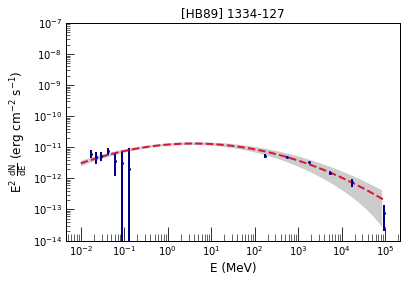 [HB89] 1334-127
E² dN/dE (erg cm⁻² s⁻¹)
10⁻⁷
10⁻⁸
10⁻⁹
10⁻¹⁰
10⁻¹¹
10⁻¹²
10⁻¹³
10⁻¹⁴
10⁻² 10⁻¹ 10⁰ 10¹ 10² 10³ 10⁴ 10⁵
E (MeV)